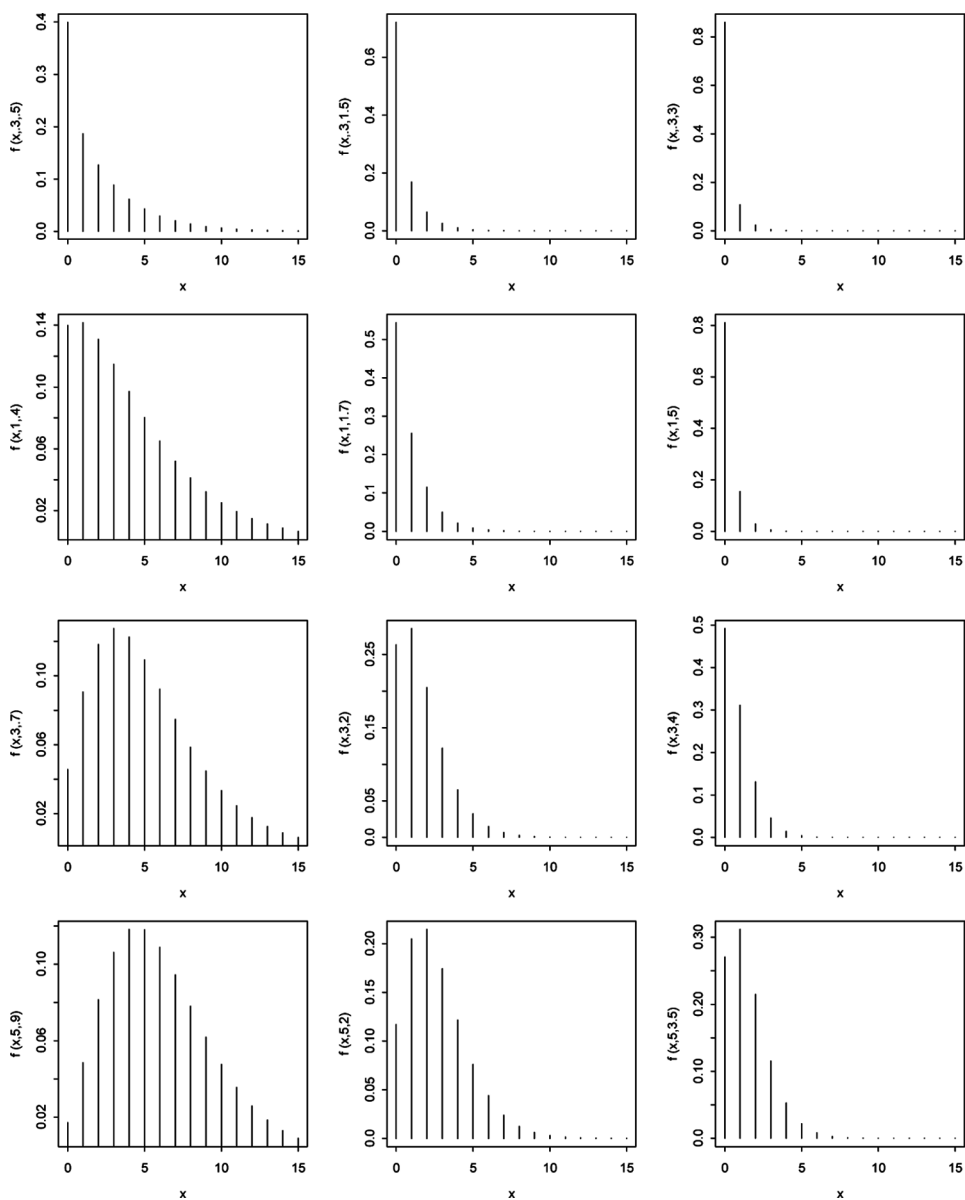 f (x,.3,.5)
0.0 0.1 0.2 0.3 0.4
0 5 10 15
x
f (x,.3,1.5)
0.0 0.2 0.4 0.6
0 5 10 15
x
f (x,.3,3)
0.0 0.2 0.4 0.6 0.8
0 5 10 15
x
f (x,1,.4)
0.02 0.06 0.10 0.14
0 5 10 15
x
f (x,1,1.7)
0.0 0.1 0.2 0.3 0.4 0.5
0 5 10 15
x
f (x,1,5)
0.0 0.2 0.4 0.6 0.8
0 5 10 15
x
f (x,3,.7)
0.02 0.06 0.10
0 5 10 15
x
f (x,3,2)
0.0 0.05 0.15 0.25
0 5 10 15
x
f (x,3,4)
0.0 0.1 0.2 0.3 0.4 0.5
0 5 10 15
x
f (x,5,.9)
0.02 0.06 0.10
0 5 10 15
x
f (x,5,2)
0.0 0.05 0.10 0.15 0.20
0 5 10 15
x
f (x,5,3.5)
0.0 0.10 0.20 0.30
0 5 10 15
x